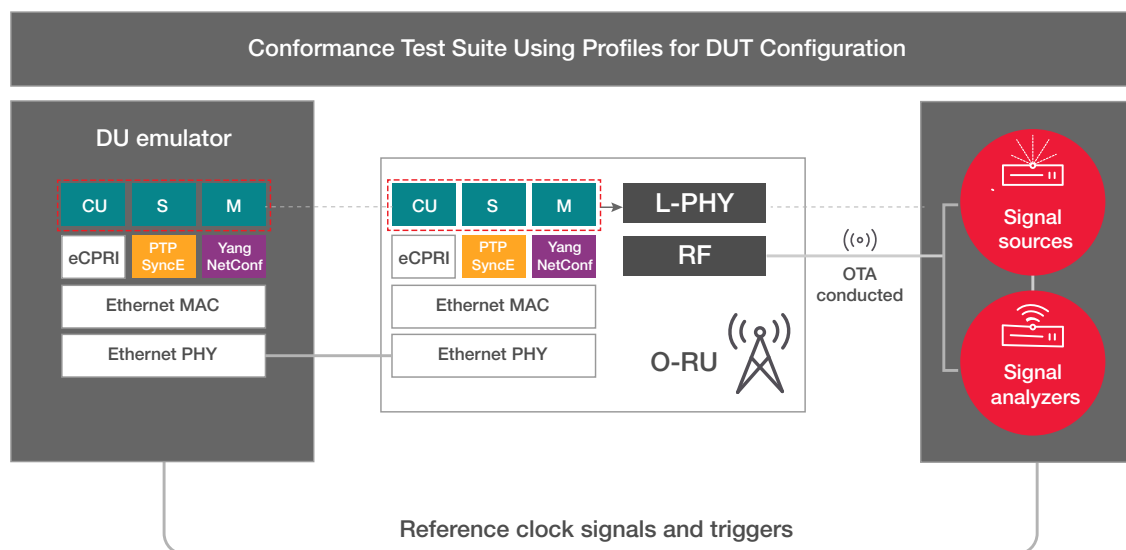 Conformance Test Suite Using Profiles for DUT Configuration
DU emulator
CU
S
M
eCPRI
PTP
SyncE
Yang
NetConf
Ethernet MAC
Ethernet PHY
CU
S
M
eCPRI
PTP
SyncE
Yang
NetConf
Ethernet MAC
Ethernet PHY
L-PHY
RF
O-RU
OTA
conducted
Signal
sources
Signal
analyzers
Reference clock signals and triggers